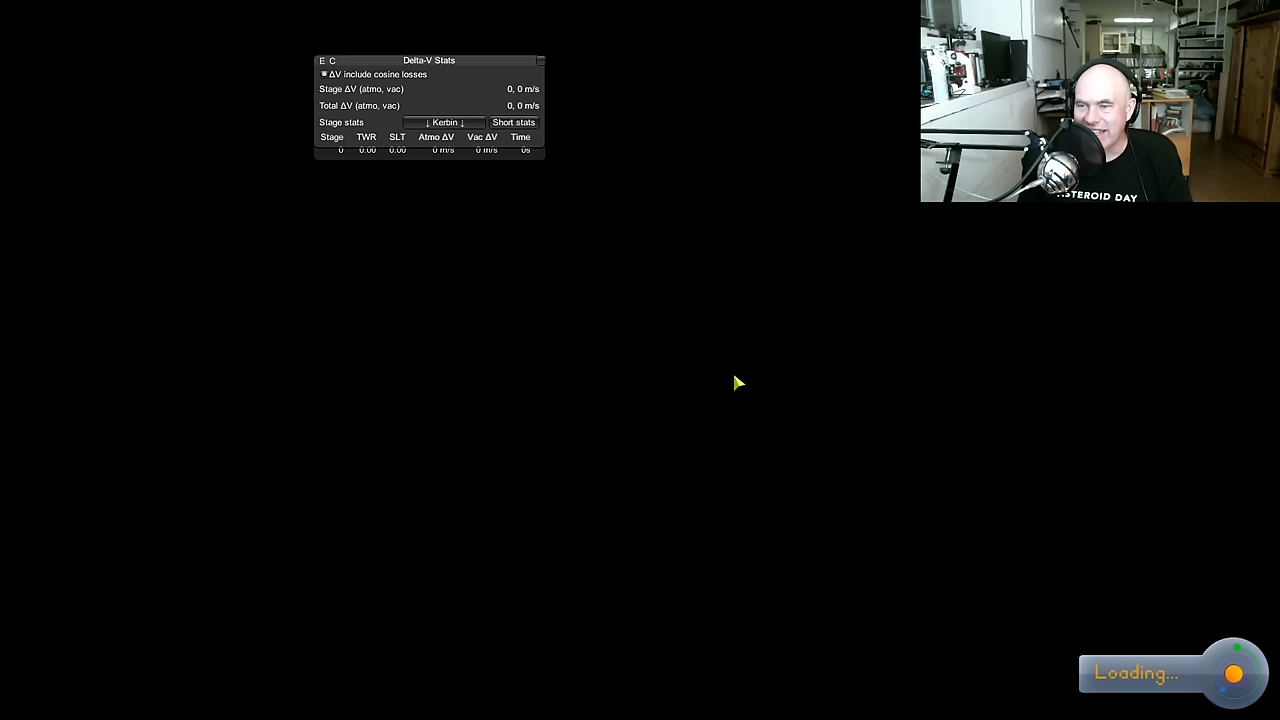 E C Delta-V Stats
ΔV include cosine losses
Stage ΔV (atmo, vac) 0, 0 m/s
Total ΔV (atmo, vac) 0, 0 m/s
Stage stats ↓ Kerbin ↓ Short stats
Stage TWR SLT Atmo ΔV Vac ΔV Time
0 0.00 0.00 0 m/s 0 m/s 0s
ASTEROID DAY
Loading...